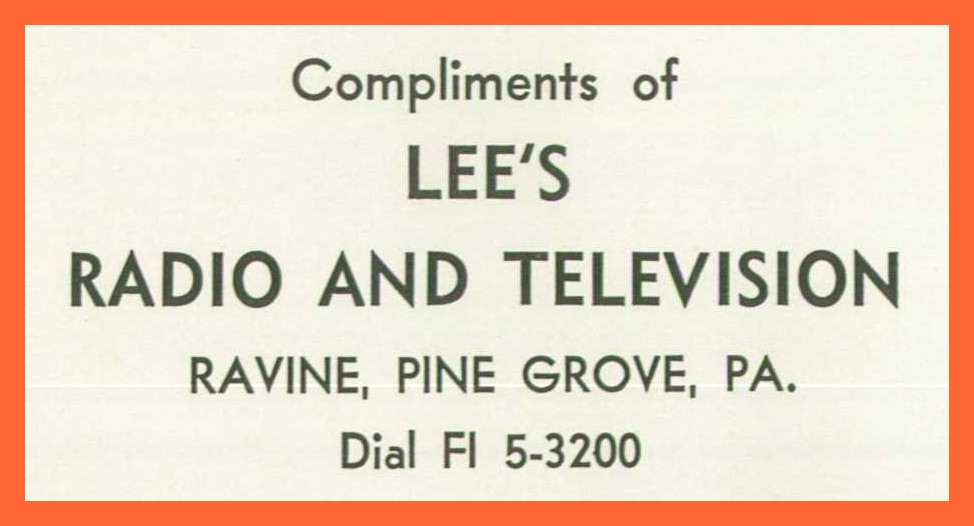 Compliments of
LEE'S
RADIO AND TELEVISION
RAVINE, PINE GROVE, PA.
Dial FI 5-3200